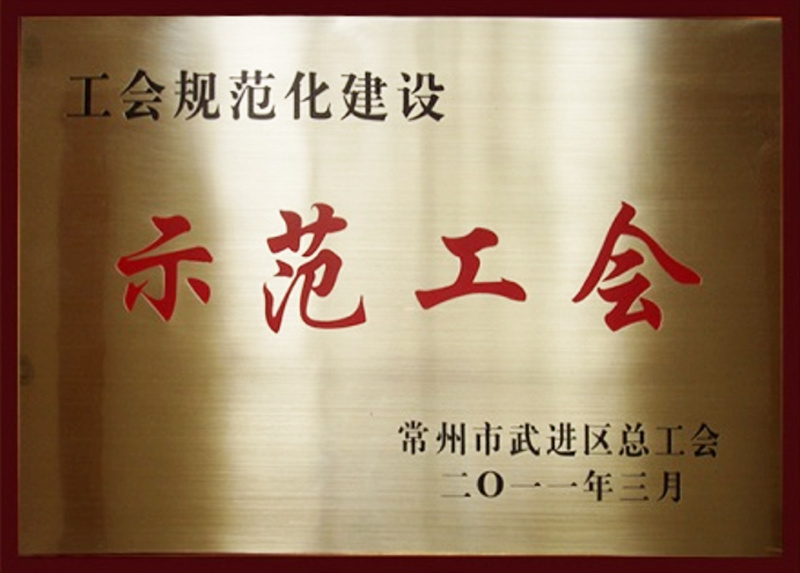 工会规范化建设
示范工会
常州市武进区总工会
二〇一一年三月